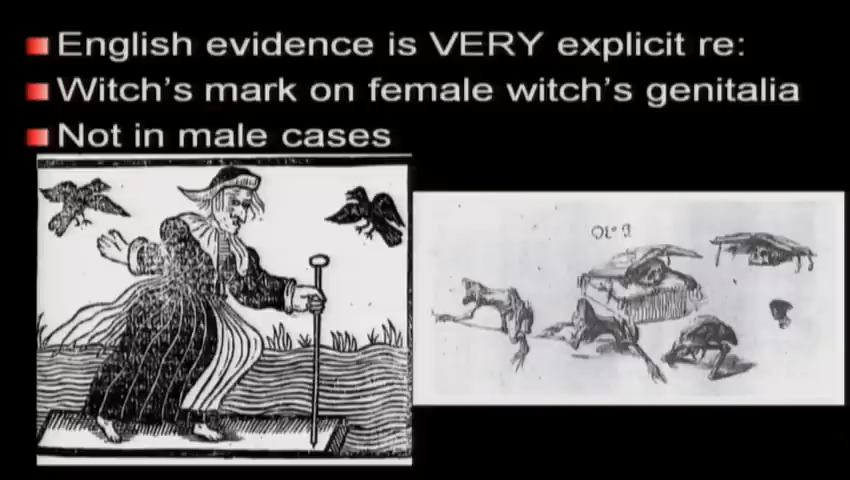 English evidence is VERY explicit re:
Witch's mark on female witch's genitalia
Not in male cases